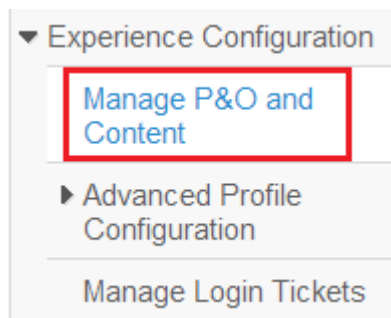 Experience Configuration
Manage P&O and
Content
Advanced Profile
Configuration
Manage Login Tickets